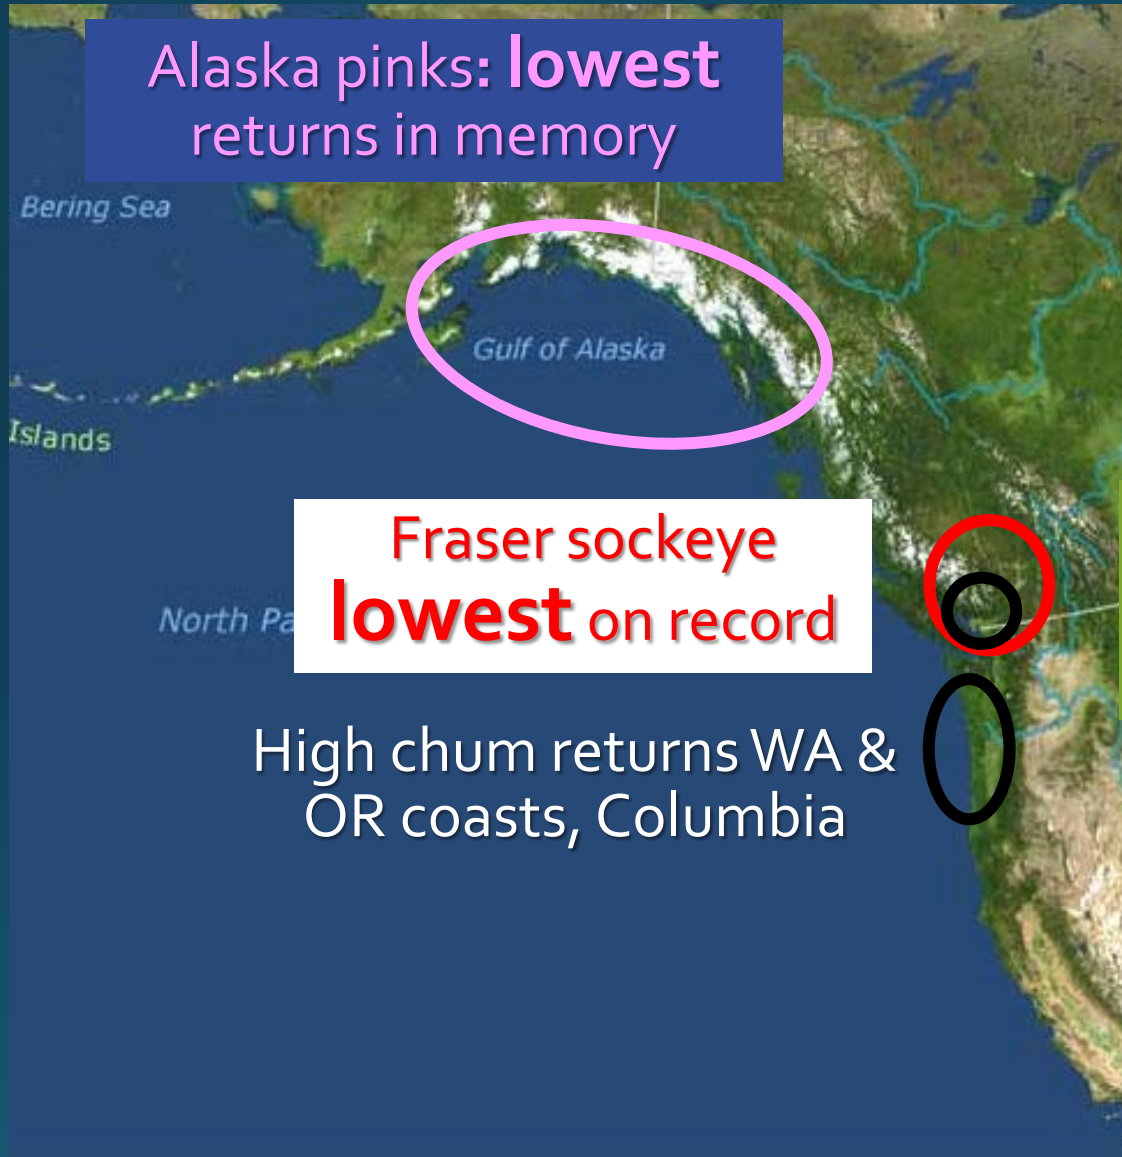 Alaska pinks: lowest
returns in memory
Bering Sea
Gulf of Alaska
Islands
Fraser sockeye
lowest on record
North Pa
High chum returns WA &
OR coasts, Columbia